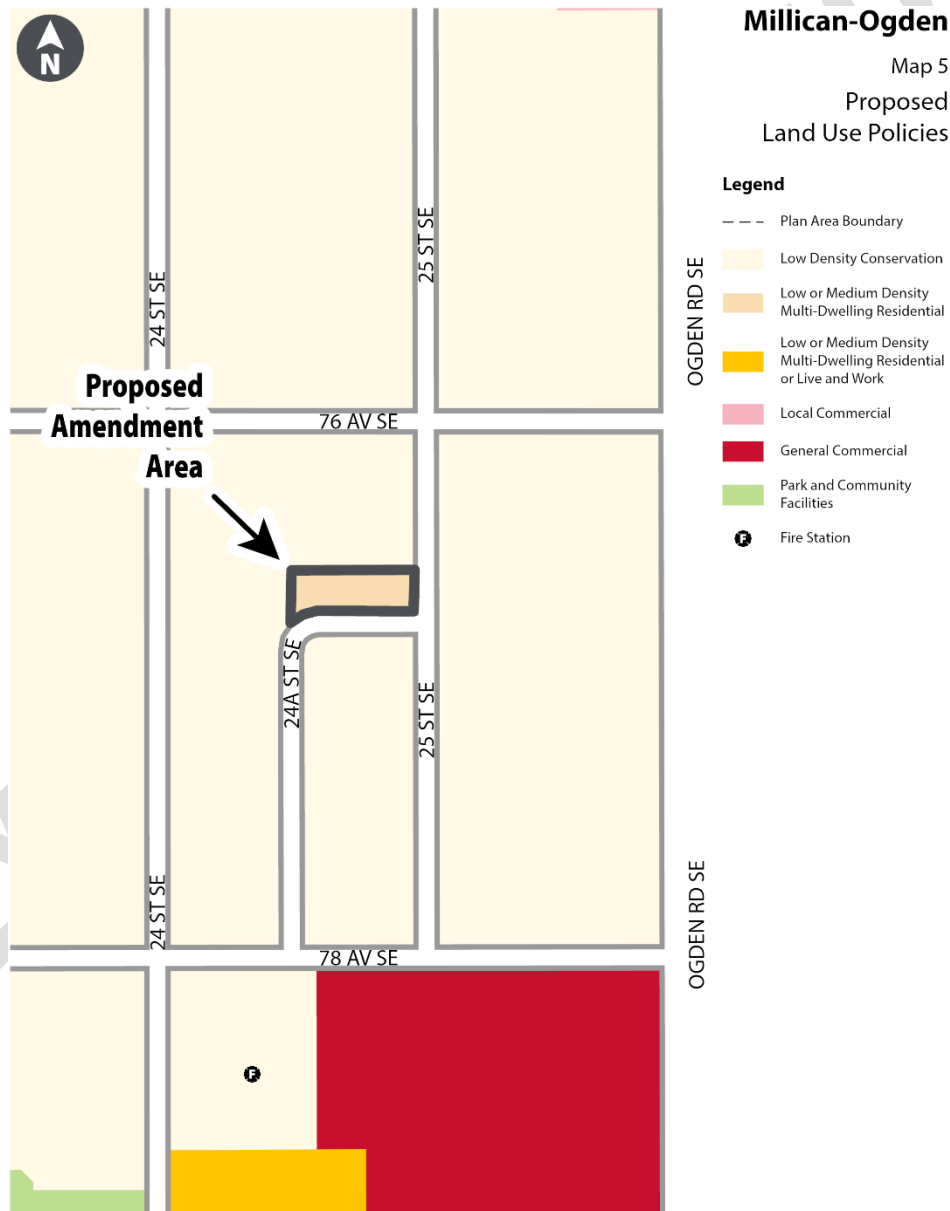 N
Millican-Ogden
Map 5
Proposed
Land Use Policies
Legend
Plan Area Boundary
Low Density Conservation
Low or Medium Density
Multi-Dwelling Residential
Low or Medium Density
Multi-Dwelling Residential
or Live and Work
Local Commercial
General Commercial
Park and Community
Facilities
F
Fire Station
25 ST SE
24 ST SE
OGDEN RD SE
Proposed
Amendment
Area
76 AV SE
24A ST SE
25 ST SE
24 ST SE
OGDEN RD SE
78 AV SE
F